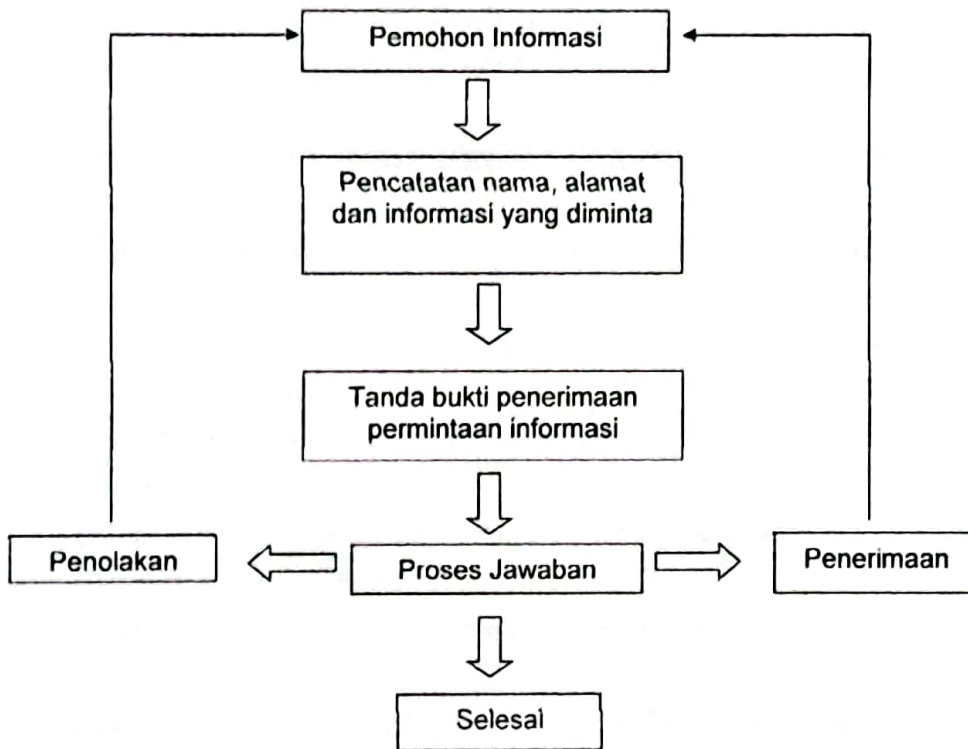 Pemohon Informasi
Pencatatan nama, alamat
dan informasi yang diminta
Tanda bukti penerimaan
permintaan informasi
Penolakan
Proses Jawaban
Penerimaan
Selesai